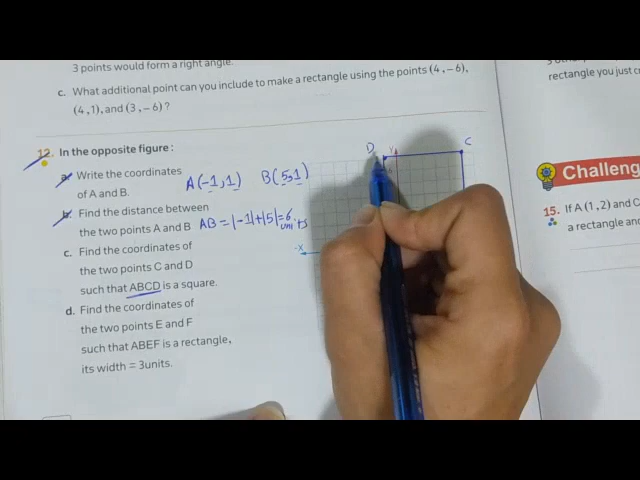 3 points would form a right angle.
c. What additional point can you include to make a rectangle using the points (4, -6),
(4, 1), and (3, -6)?
rectangle you just
12. In the opposite figure :
a. Write the coordinates
of A and B.
A(-1, 1) B(5, 1)
b. Find the distance between
the two points A and B
AB = |-1|+|5|=6
units
c. Find the coordinates of
the two points C and D
such that ABCD is a square.
d. Find the coordinates of
the two points E and F
such that ABEF is a rectangle,
its width = 3units.
D
Y
C
-X
Challeng
15. If A (1, 2) and C
a rectangle and